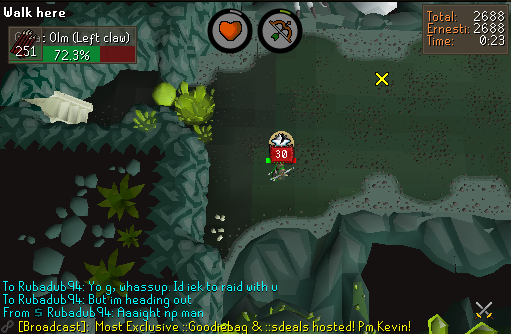 Walk here
: Olm (Left claw)
251
72.3%
Total: 2688
Ernesti: 2688
Time: 0:23
30
To Rubadub94: Yo g, whassup. Id iek to raid with u
To Rubadub94: But im heading out
From S Rubadub94: Aaaight np man
[Broadcast]: Most Exclusive ::Goodiebag & ::sdeals hosted! Pm Kevin!